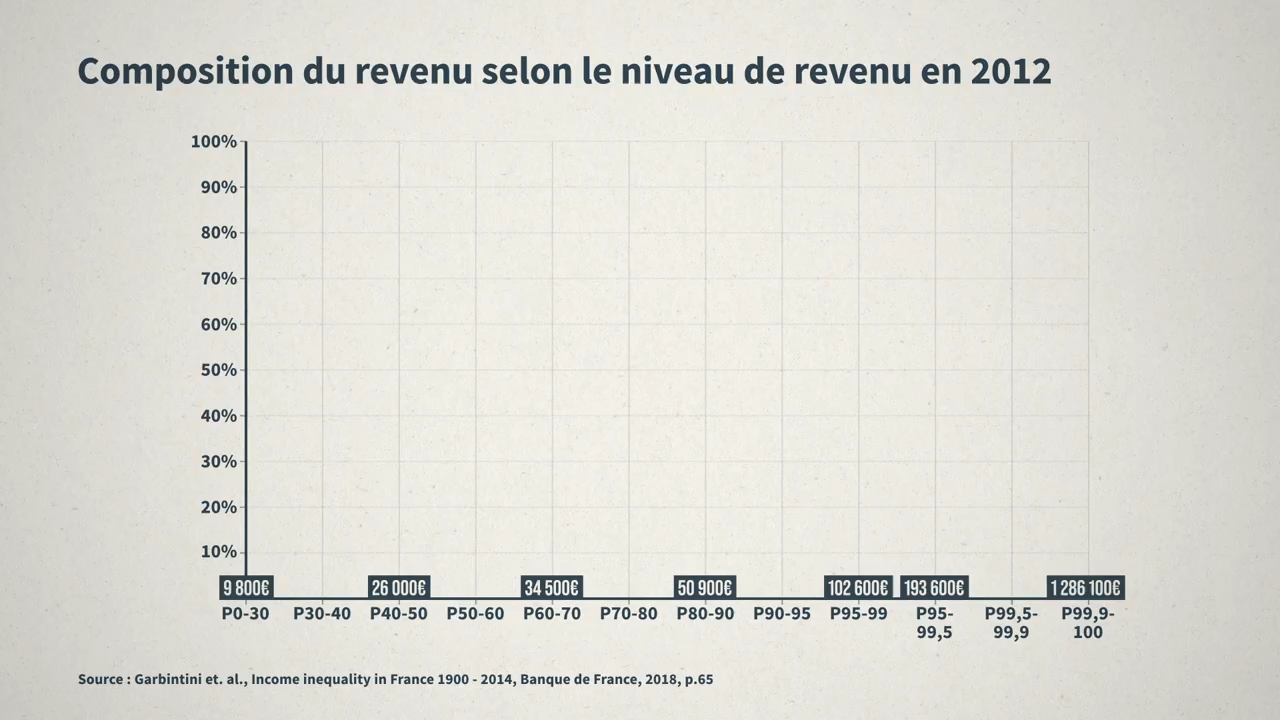 Composition du revenu selon le niveau de revenu en 2012
100%
90%
80%
70%
60%
50%
40%
30%
20%
10%
9 800€ 26 000€ 34 500€ 50 900€ 102 600€ 193 600€ 1 286 100€
P0-30 P30-40 P40-50 P50-60 P60-70 P70-80 P80-90 P90-95 P95-99 P95- P99,5- P99,9-
99,5 99,9 100
Source : Garbintini et. al., Income inequality in France 1900 - 2014, Banque de France, 2018, p.65